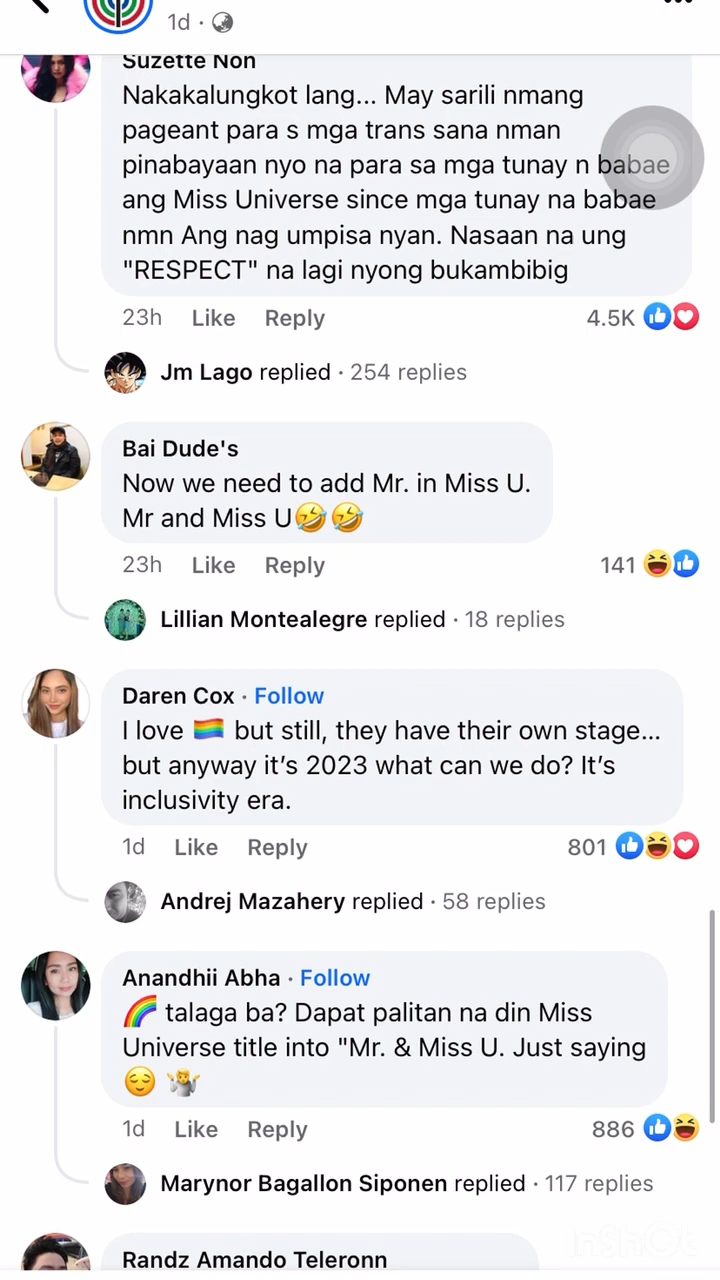 1d ·
Suzette Non
Nakakalungkot lang... May sarili nmang
pageant para s mga trans sana nman
pinabayaan nyo na para sa mga tunay n babae
ang Miss Universe since mga tunay na babae
nmn Ang nag umpisa nyan. Nasaan na ung
"RESPECT" na lagi nyong bukambibig
23h Like Reply 4.5K
Jm Lago replied · 254 replies
Bai Dude's
Now we need to add Mr. in Miss U.
Mr and Miss U🤣🤣
23h Like Reply 141
Lillian Montealegre replied · 18 replies
Daren Cox · Follow
I love 🏳️‍🌈 but still, they have their own stage...
but anyway it’s 2023 what can we do? It’s
inclusivity era.
1d Like Reply 801
Andrej Mazahery replied · 58 replies
Anandhii Abha · Follow
🌈 talaga ba? Dapat palitan na din Miss
Universe title into "Mr. & Miss U. Just saying
😌 🤷
1d Like Reply 886
Marynor Bagallon Siponen replied · 117 replies
Randz Amando Teleronn
InShOt